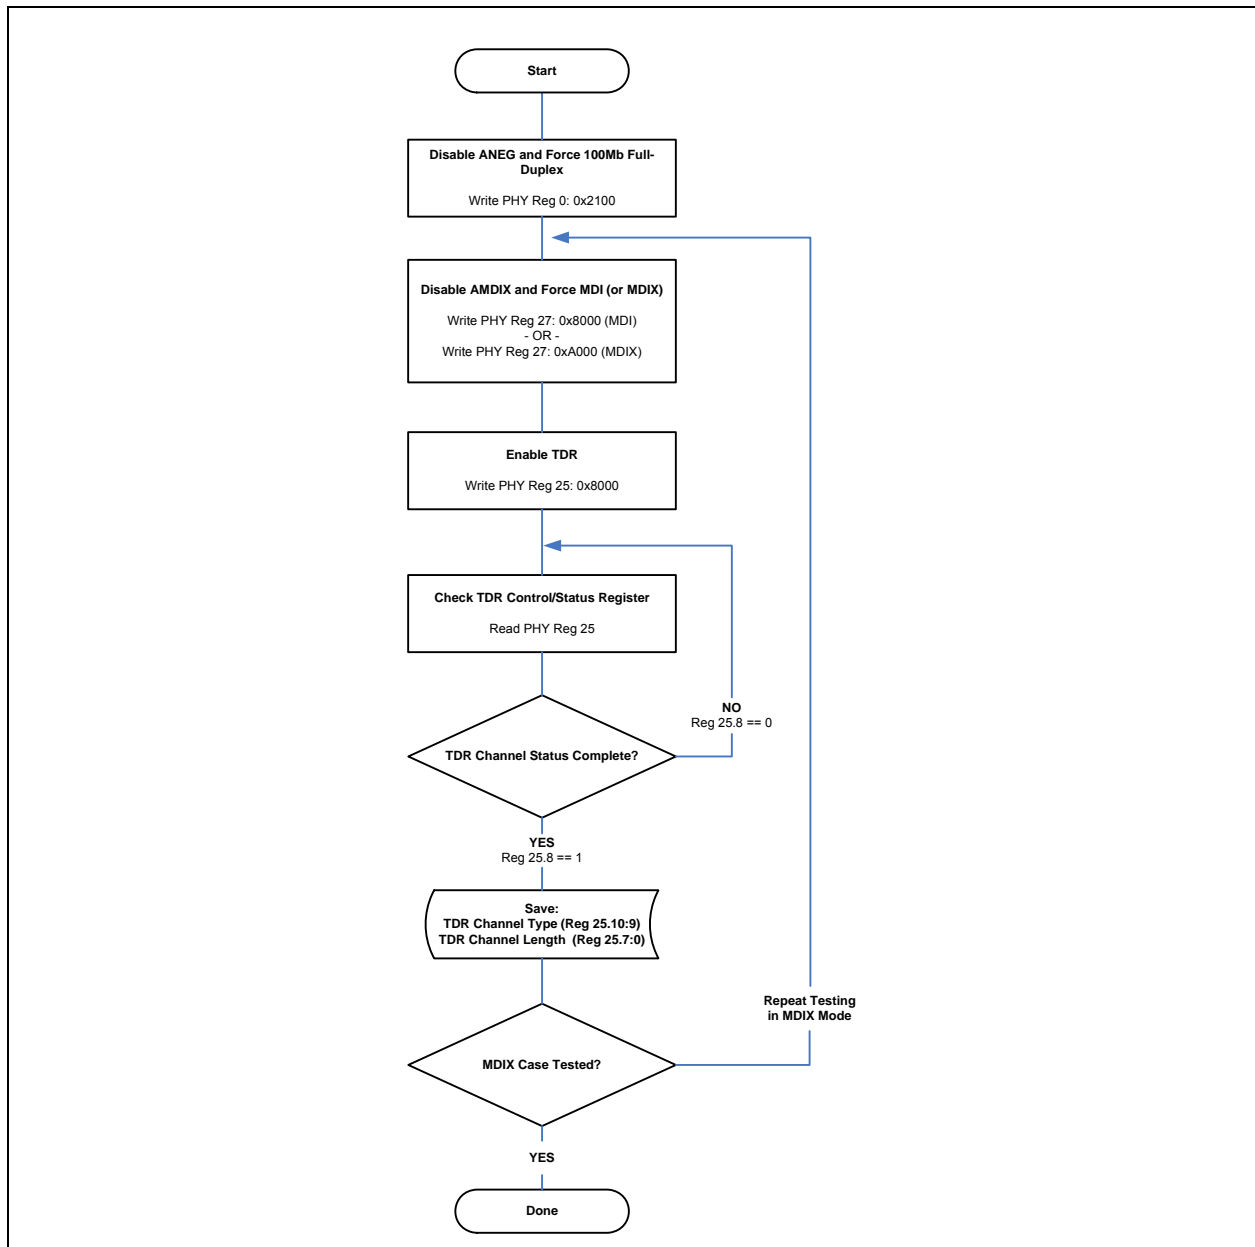 Start
Disable ANEG and Force 100Mb Full-
Duplex
Write PHY Reg 0: 0x2100
Disable AMDIX and Force MDI (or MDIX)
Write PHY Reg 27: 0x8000 (MDI)
- OR -
Write PHY Reg 27: 0xA000 (MDIX)
Enable TDR
Write PHY Reg 25: 0x8000
Check TDR Control/Status Register
Read PHY Reg 25
NO
Reg 25.8 == 0
TDR Channel Status Complete?
YES
Reg 25.8 == 1
Save:
TDR Channel Type (Reg 25.10:9)
TDR Channel Length (Reg 25.7:0)
Repeat Testing
in MDIX Mode
MDIX Case Tested?
YES
Done